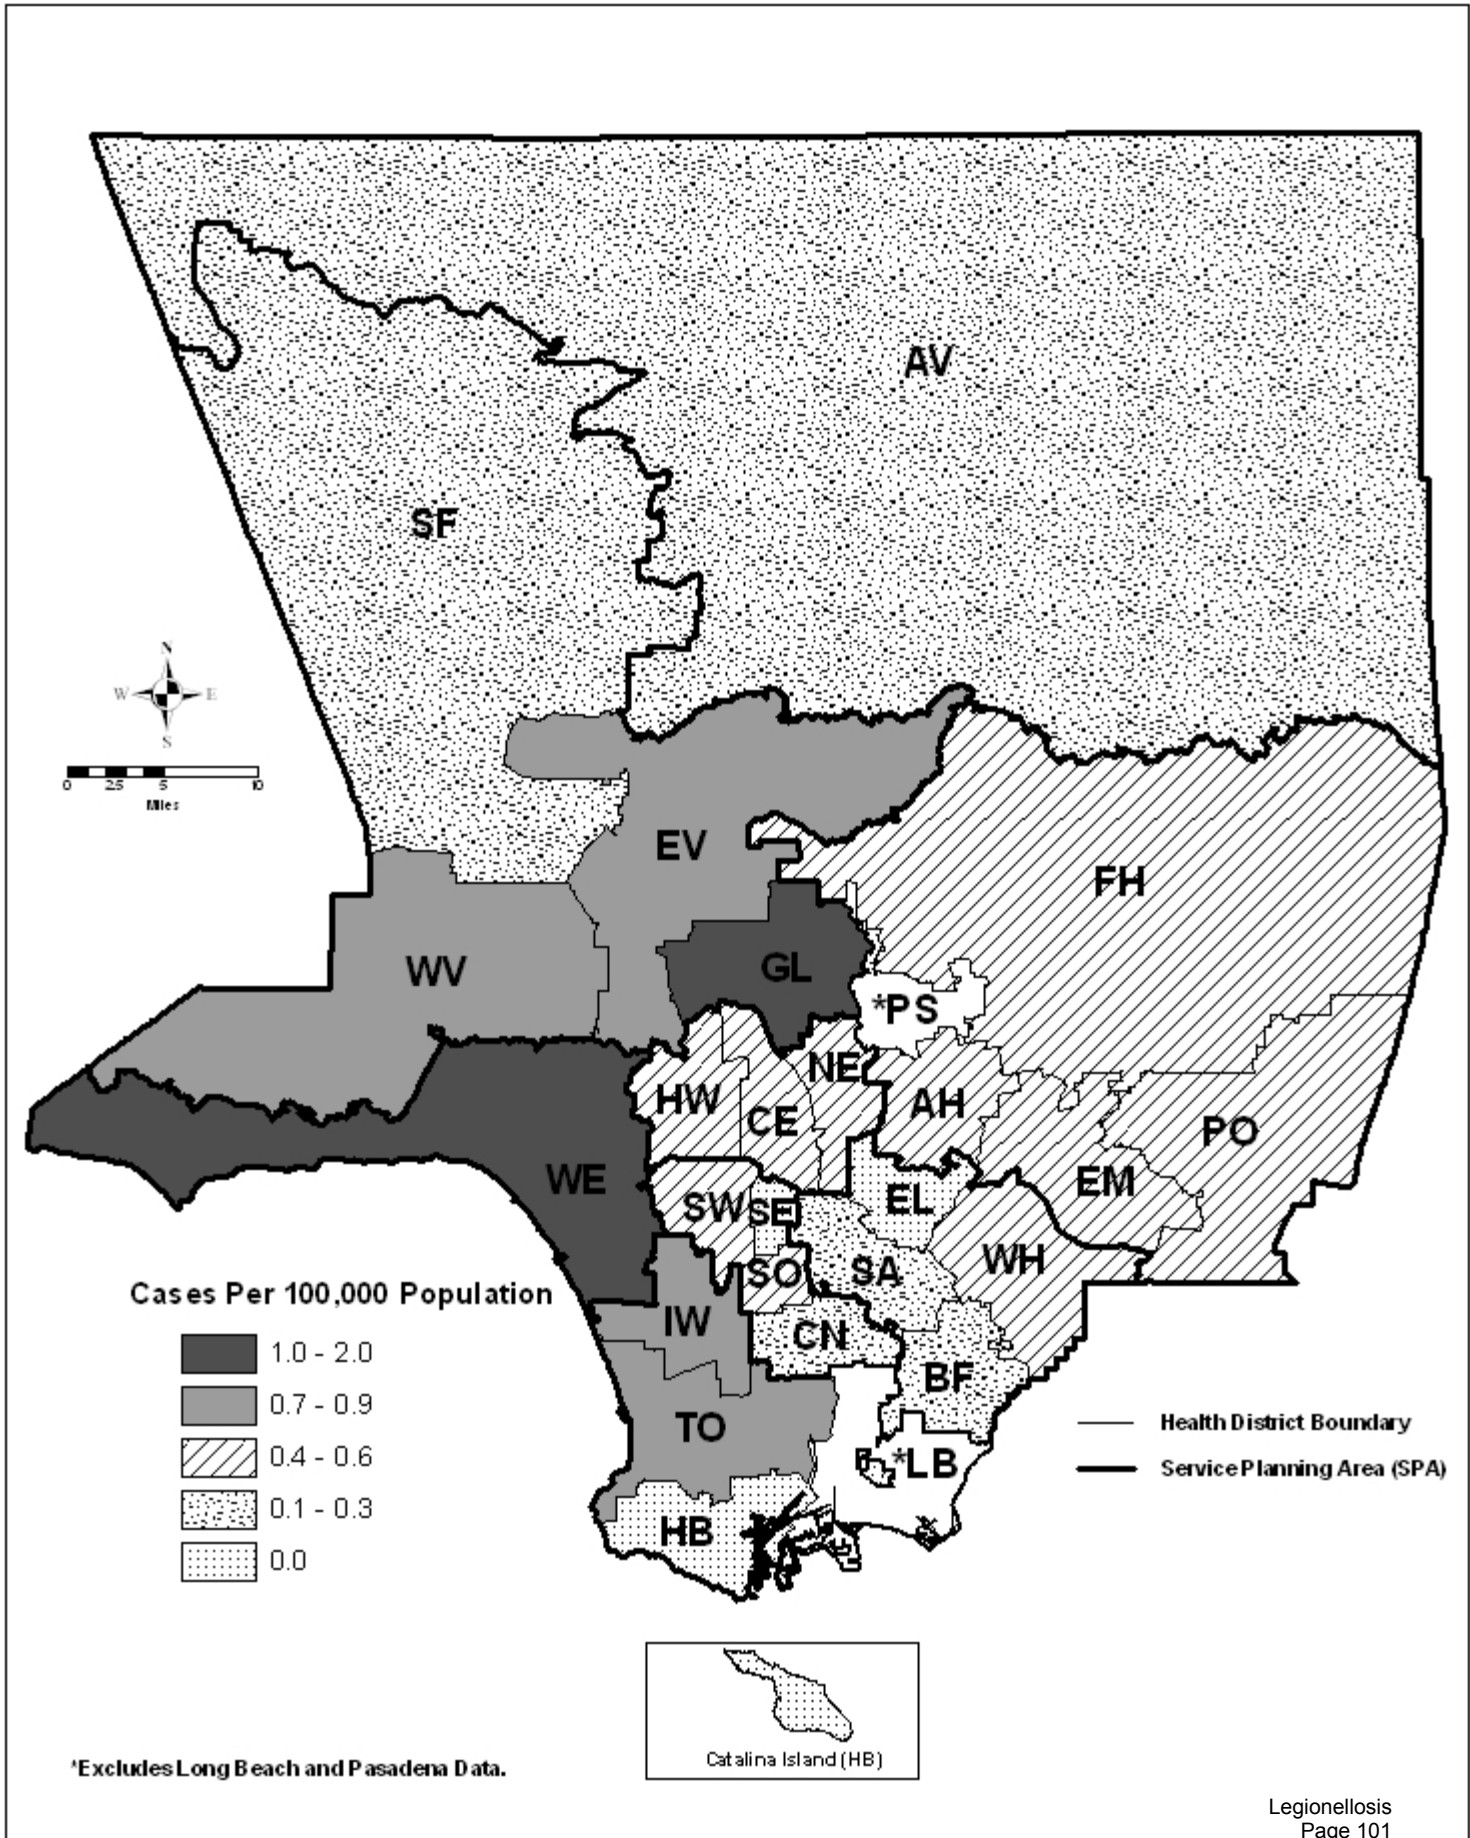 AV
SF
N
W E
S
0 2.5 5 10
Miles
EV
FH
WV
GL
*PS
NE
HW
AH
CE
PO
WE
EM
SW
SE
EL
WH
SO
SA
Cases Per 100,000 Population
IW
CN
1.0 - 2.0
BF
0.7 - 0.9
TO
Health District Boundary
0.4 - 0.6
*LB
Service Planning Area (SPA)
0.1 - 0.3
HB
0.0
Catalina Island (HB)
*Excludes Long Beach and Pasadena Data.
Legionellosis
Page 101